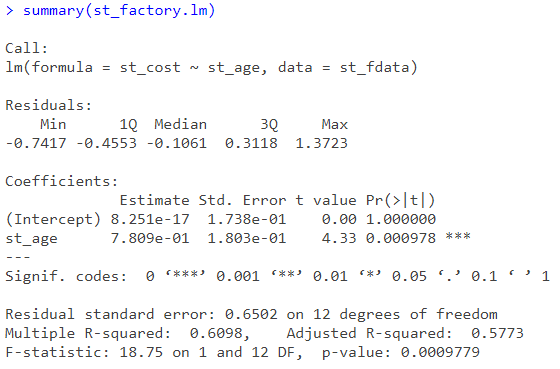 > summary(st_factory.lm)
Call:
lm(formula = st_cost ~ st_age, data = st_fdata)
Residuals:
    Min      1Q  Median      3Q     Max
-0.7417 -0.4553 -0.1061  0.3118  1.3723
Coefficients:
             Estimate Std. Error t value Pr(>|t|)
(Intercept) 8.251e-17  1.738e-01    0.00 1.000000
st_age      7.809e-01  1.803e-01    4.33 0.000978 ***
---
Signif. codes:  0 ‘***’ 0.001 ‘**’ 0.01 ‘*’ 0.05 ‘.’ 0.1 ‘ ’ 1
Residual standard error: 0.6502 on 12 degrees of freedom
Multiple R-squared:  0.6098,    Adjusted R-squared:  0.5773
F-statistic: 18.75 on 1 and 12 DF,  p-value: 0.0009779